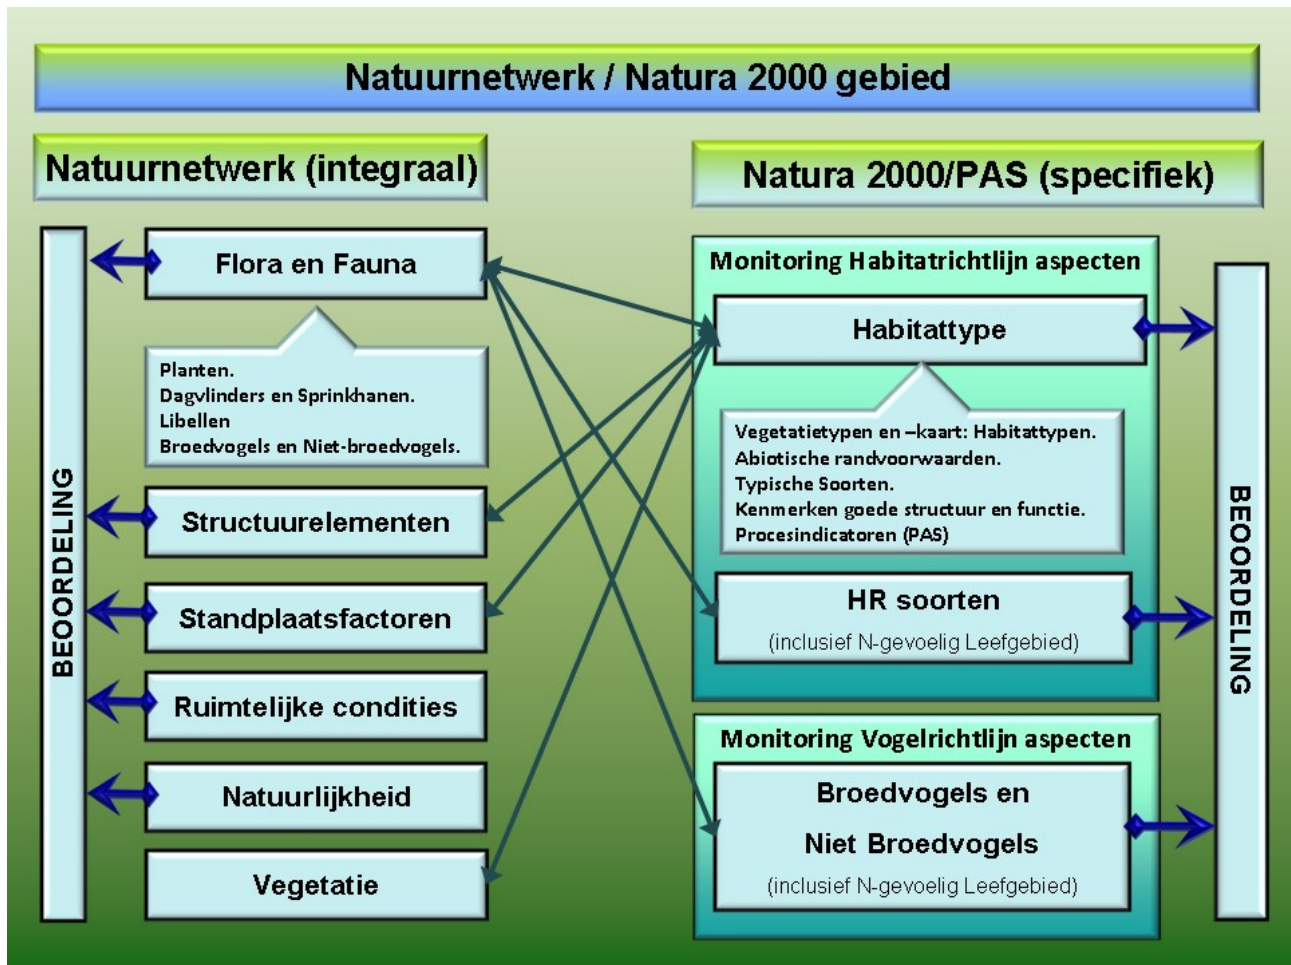 Natuurnetwerk / Natura 2000 gebied
Natuurnetwerk (integraal)
BEOORDELING
Flora en Fauna
Planten.
Dagvlinders en Sprinkhanen.
Libellen
Broedvogels en Niet-broedvogels.
Structuurelementen
Standplaatsfactoren
Ruimtelijke condities
Natuurlijkheid
Vegetatie
Natura 2000/PAS (specifiek)
Monitoring Habitatrichtlijn aspecten
Habitattype
Vegetatietypen en –kaart: Habitattypen.
Abiotische randvoorwaarden.
Typische Soorten.
Kenmerken goede structuur en functie.
Procesindicatoren (PAS)
HR soorten
(inclusief N-gevoelig Leefgebied)
Monitoring Vogelrichtlijn aspecten
Broedvogels en
Niet Broedvogels
(inclusief N-gevoelig Leefgebied)
BEOORDELING